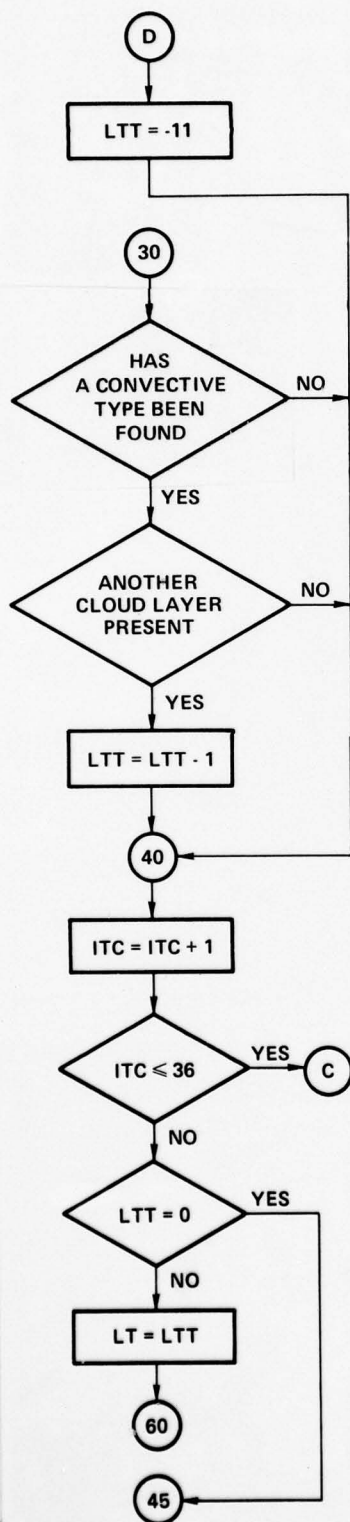 D
LTT = -11
30
HAS
A CONVECTIVE
TYPE BEEN
FOUND
NO
YES
ANOTHER
CLOUD LAYER
PRESENT
NO
YES
LTT = LTT - 1
40
ITC = ITC + 1
ITC ≤ 36
YES
C
NO
LTT = 0
YES
NO
LT = LTT
60
45